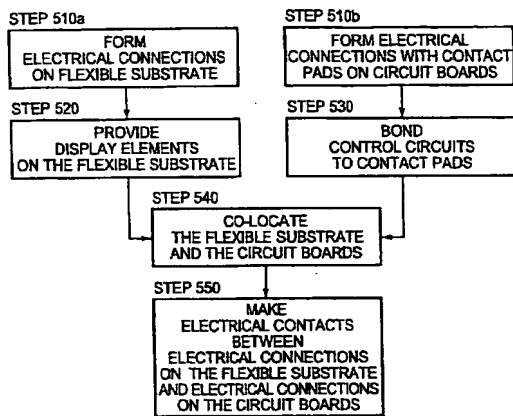 STEP 510a
FORM
ELECTRICAL CONNECTIONS
ON FLEXIBLE SUBSTRATE
STEP 510b
FORM ELECTRICAL
CONNECTIONS WITH CONTACT
PADS ON CIRCUIT BOARDS
STEP 520
PROVIDE
DISPLAY ELEMENTS
ON THE FLEXIBLE SUBSTRATE
STEP 530
BOND
CONTROL CIRCUITS
TO CONTACT PADS
STEP 540
CO-LOCATE
THE FLEXIBLE SUBSTRATE
AND THE CIRCUIT BOARDS
STEP 550
MAKE
ELECTRICAL CONTACTS
BETWEEN
ELECTRICAL CONNECTIONS
ON THE FLEXIBLE SUBSTRATE
AND ELECTRICAL CONNECTIONS
ON THE CIRCUIT BOARDS